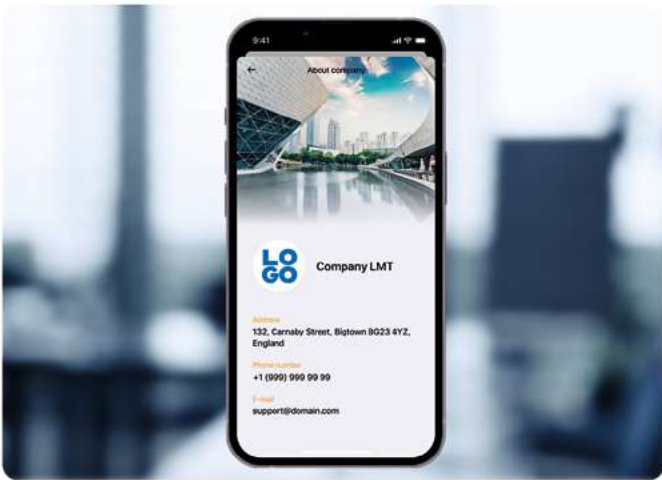 9:41
About company
LO
GO
Company LMT
Address
132, Carnaby Street, Bigtown BG23 4YZ,
England
Phone number
+1 (999) 999 99 99
E-mail
support@domain.com